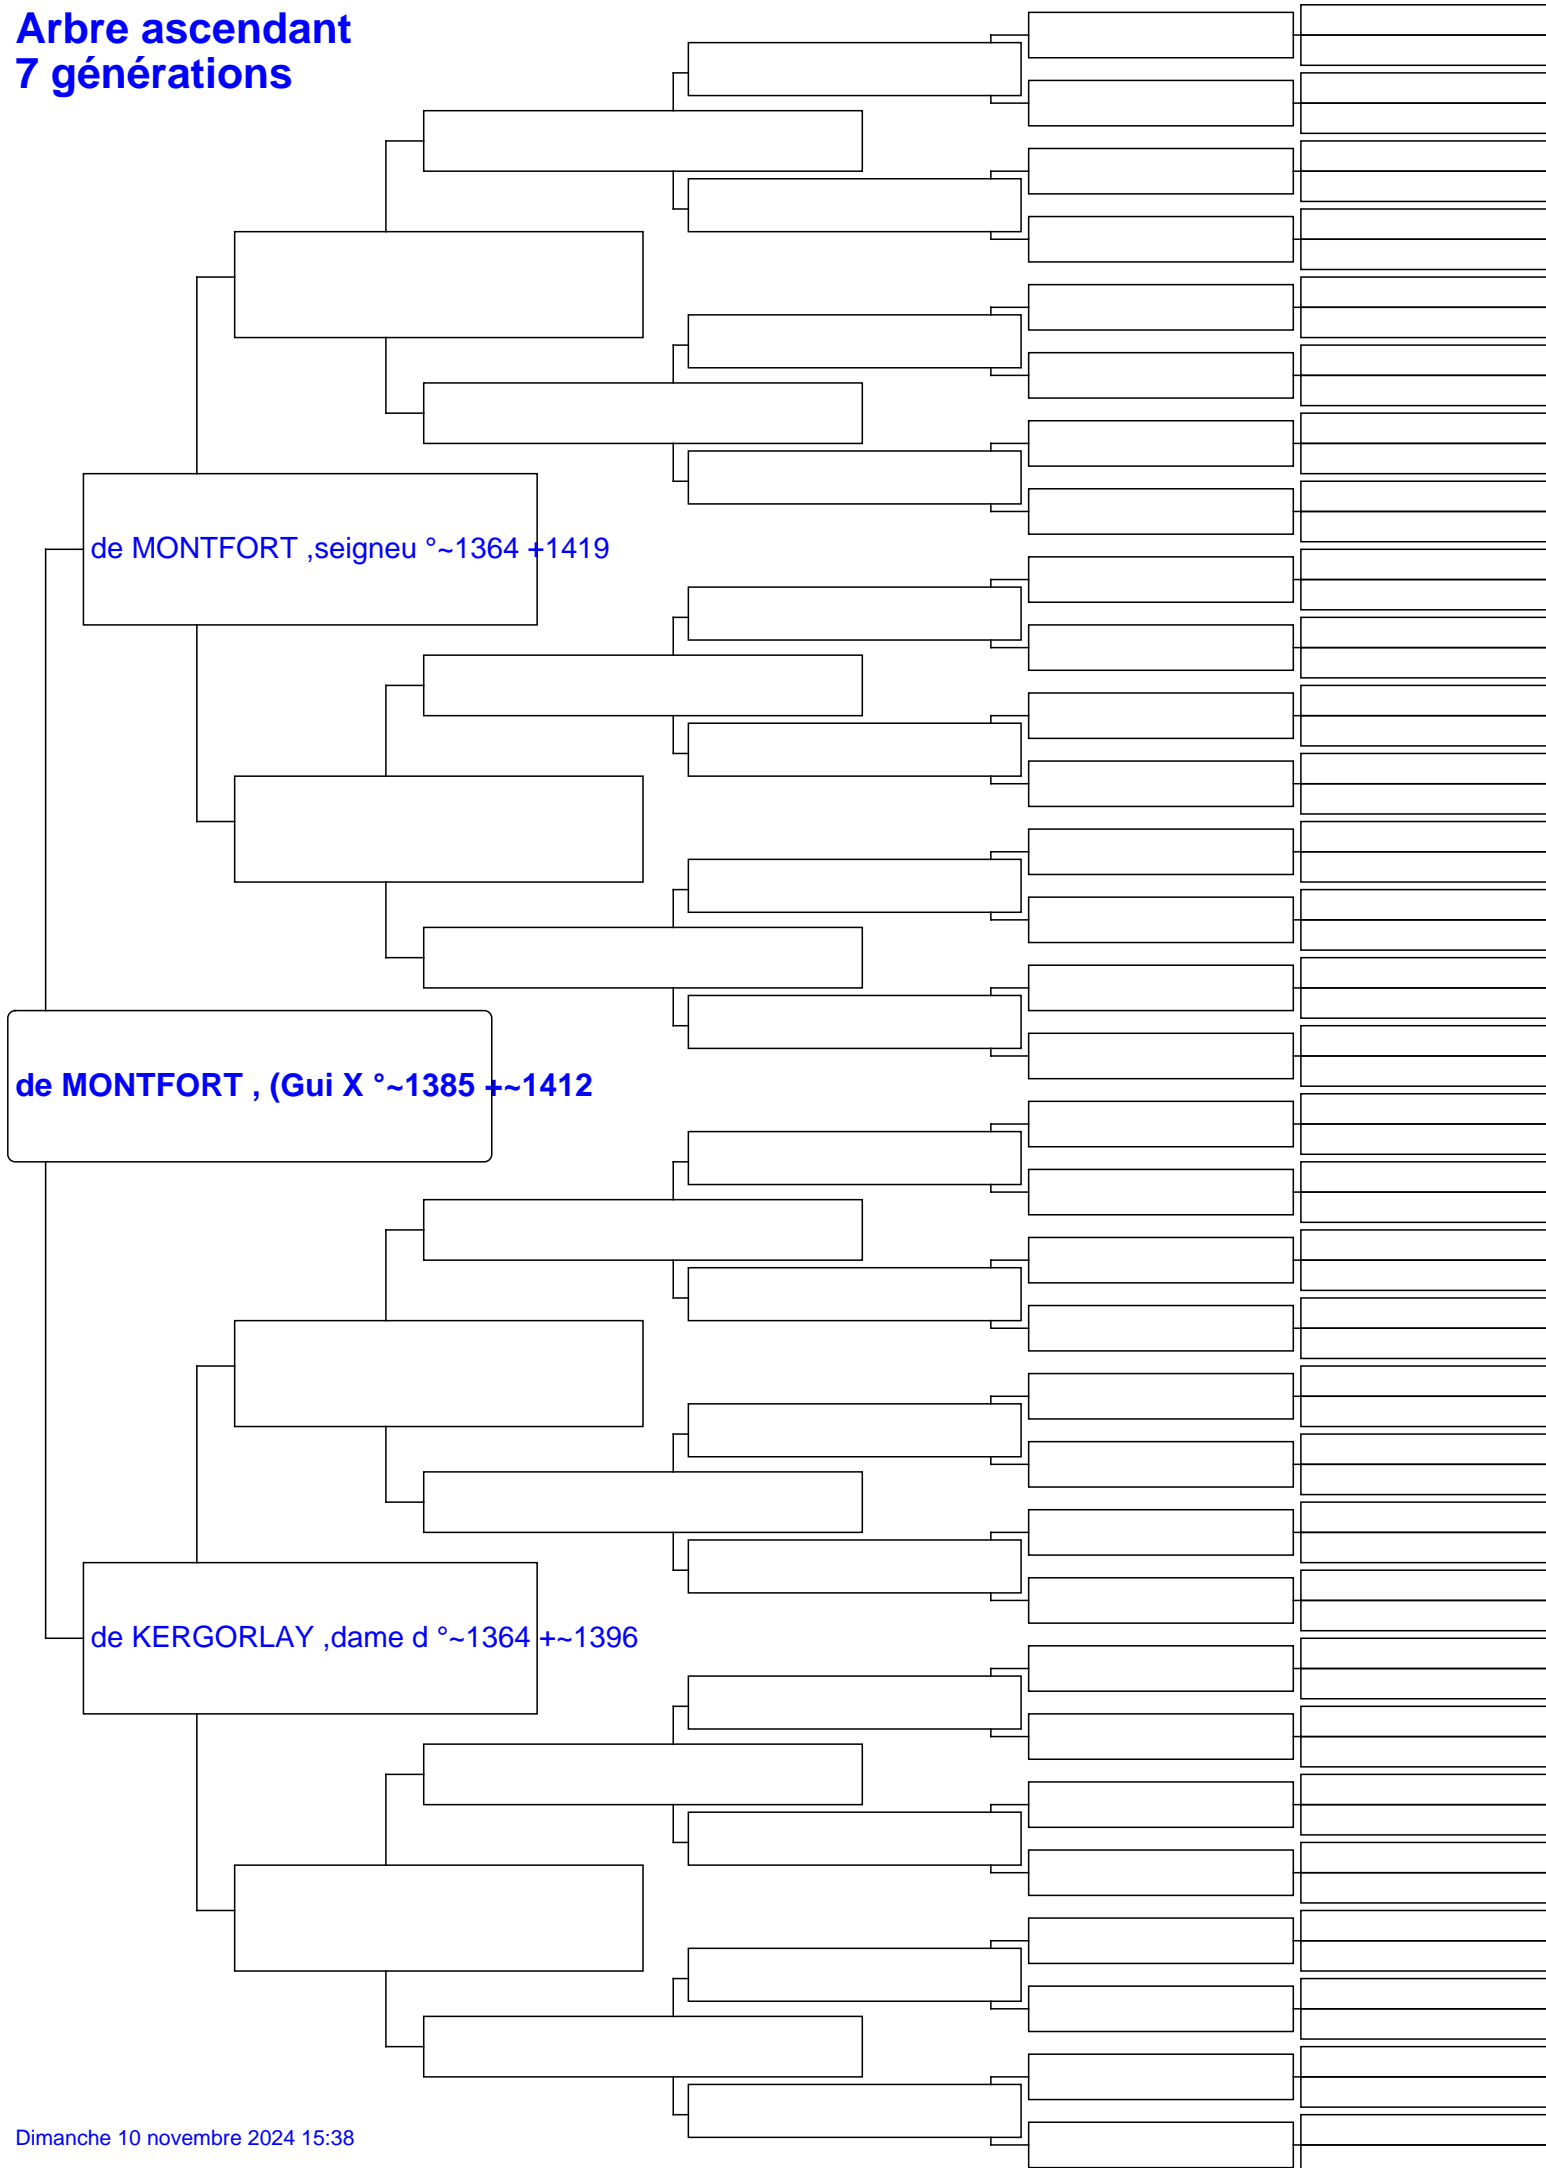 Arbre ascendant
7 générations
de MONTFORT ,seigneu °~1364 +1419
de MONTFORT , (Gui X °~1385 +~1412
de KERGORLAY ,dame d °~1364 +~1396
Dimanche 10 novembre 2024 15:38